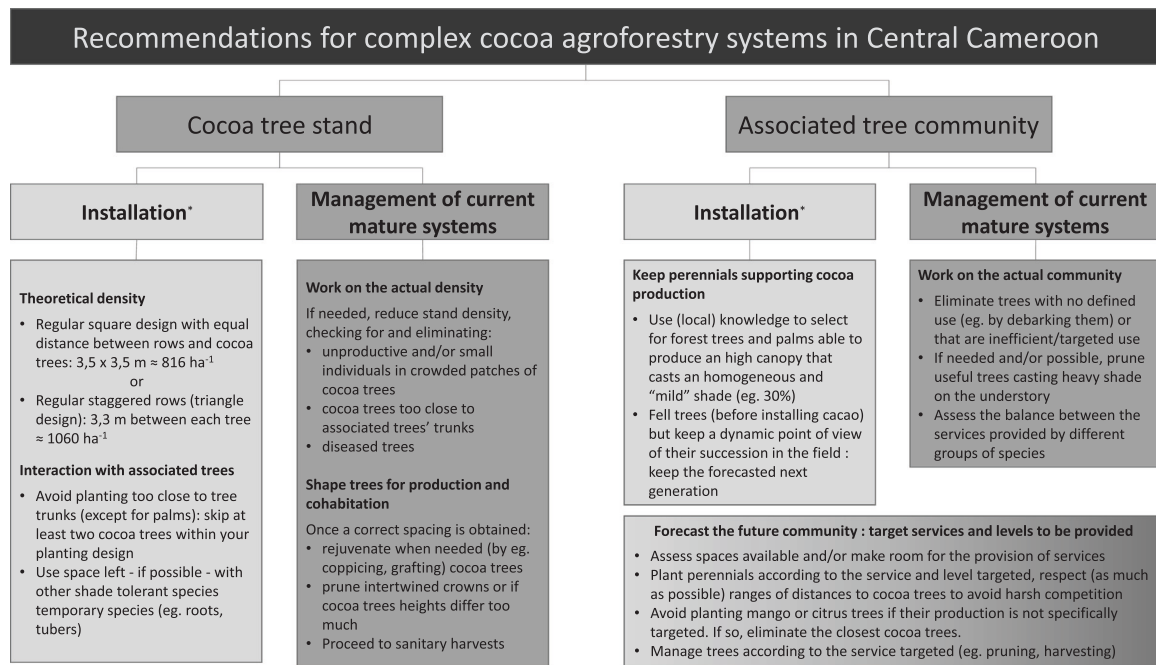 Recommendations for complex cocoa agroforestry systems in Central Cameroon
Cocoa tree stand
Installation*
Theoretical density
• Regular square design with equal
distance between rows and cocoa
trees: 3,5 x 3,5 m ≈ 816 ha-1
or
• Regular staggered rows (triangle
design): 3,3 m between each tree
≈ 1060 ha-1
Interaction with associated trees
• Avoid planting too close to tree
trunks (except for palms): skip at
least two cocoa trees within your
planting design
• Use space left - if possible - with
other shade tolerant species
temporary species (eg. roots,
tubers)
Management of current
mature systems
Work on the actual density
If needed, reduce stand density,
checking for and eliminating:
• unproductive and/or small
individuals in crowded patches of
cocoa trees
• cocoa trees too close to
associated trees’ trunks
• diseased trees
Shape trees for production and
cohabitation
Once a correct spacing is obtained:
• rejuvenate when needed (by eg.
coppicing, grafting) cocoa trees
• prune intertwined crowns or if
cocoa trees heights differ too
much
• Proceed to sanitary harvests
Associated tree community
Installation*
Keep perennials supporting cocoa
production
• Use (local) knowledge to select
for forest trees and palms able to
produce an high canopy that
casts an homogeneous and
“mild” shade (eg. 30%)
• Fell trees (before installing cacao)
but keep a dynamic point of view
of their succession in the field :
keep the forecasted next
generation
Management of current
mature systems
Work on the actual community
• Eliminate trees with no defined
use (eg. by debarking them) or
that are inefficient/targeted use
• If needed and/or possible, prune
useful trees casting heavy shade
on the understory
• Assess the balance between the
services provided by different
groups of species
Forecast the future community : target services and levels to be provided
• Assess spaces available and/or make room for the provision of services
• Plant perennials according to the service and level targeted, respect (as much
as possible) ranges of distances to cocoa trees to avoid harsh competition
• Avoid planting mango or citrus trees if their production is not specifically
targeted. If so, eliminate the closest cocoa trees.
• Manage trees according to the service targeted (eg. pruning, harvesting)